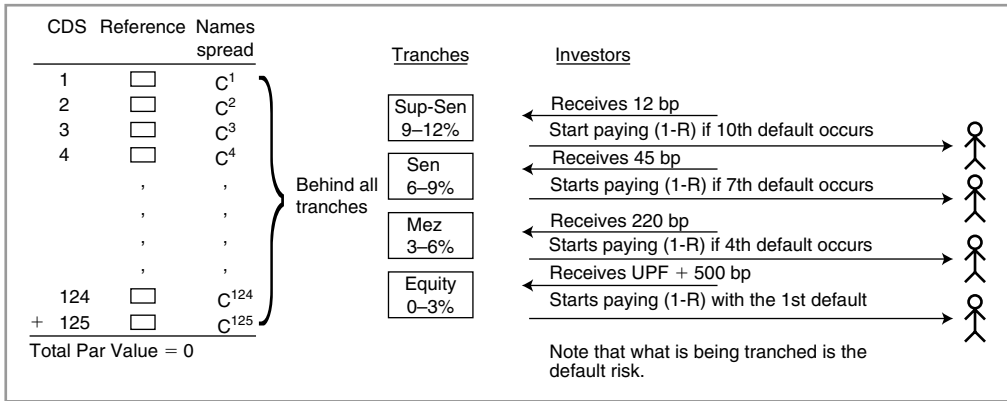 CDS Reference Names spread
1 C¹
2 C²
3 C³
4 C⁴
, ,
, ,
, ,
, ,
124 C¹²⁴
+ 125 C¹²⁵
Total Par Value = 0
Behind all
tranches
Tranches
Sup-Sen
9–12%
Sen
6–9%
Mez
3–6%
Equity
0–3%
Investors
Receives 12 bp
Start paying (1-R) if 10th default occurs
Receives 45 bp
Starts paying (1-R) if 7th default occurs
Receives 220 bp
Starts paying (1-R) if 4th default occurs
Receives UPF + 500 bp
Starts paying (1-R) with the 1st default
Note that what is being tranched is the
default risk.